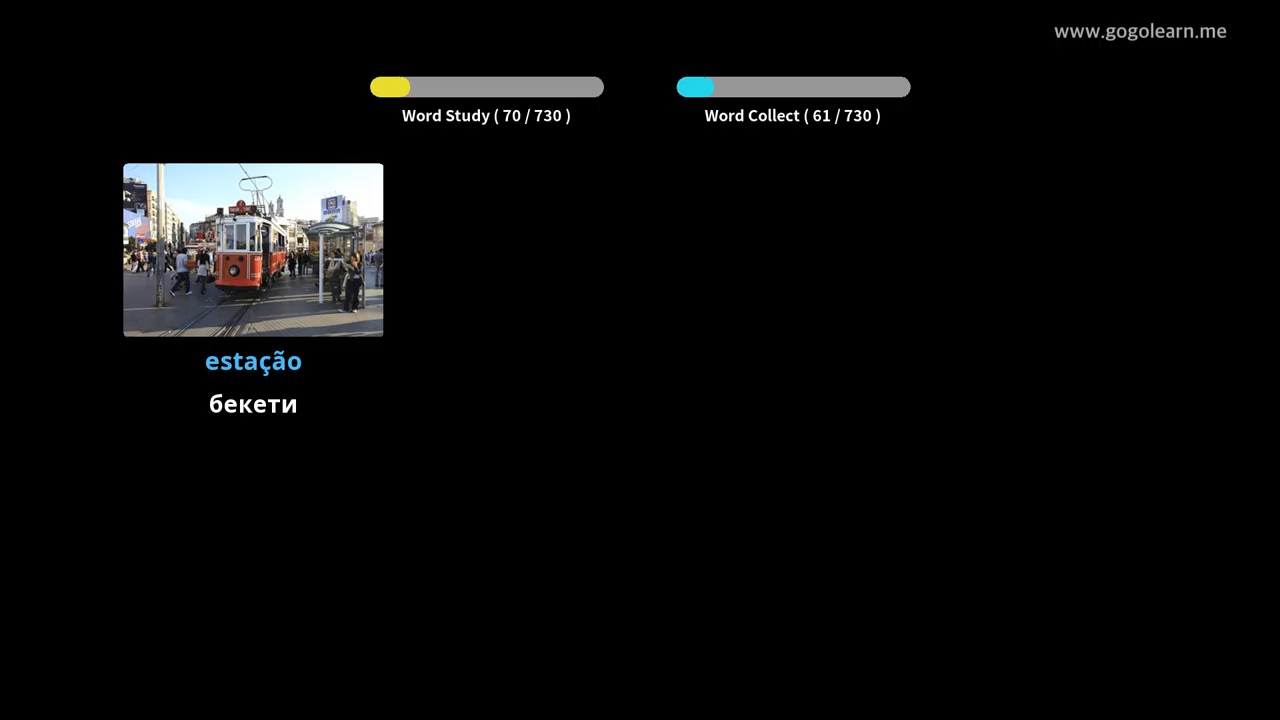 www.gogolearn.me
Word Study ( 70 / 730 )
Word Collect ( 61 / 730 )
estação
бекети